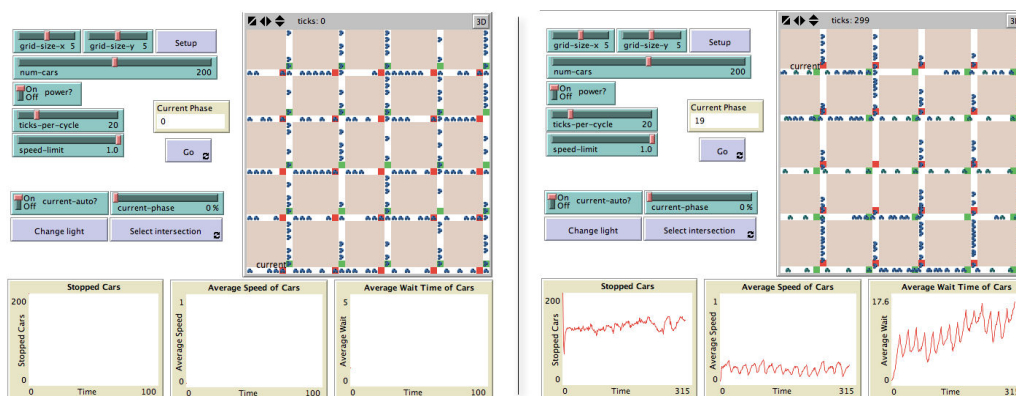 ticks: 0
3D
grid-size-x 5
grid-size-y 5
Setup
num-cars 200
On
Off
power?
ticks-per-cycle 20
Current Phase
0
speed-limit 1.0
Go
On
Off
current-auto?
current-phase 0 %
Change light
Select intersection
current
Stopped Cars
200
Stopped Cars
0
0 Time 100
Average Speed of Cars
1
Average Speed
0
0 Time 100
Average Wait Time of Cars
5
Average Wait
0
0 Time 100
ticks: 299
3D
grid-size-x 5
grid-size-y 5
Setup
num-cars 200
On
Off
power?
ticks-per-cycle 20
Current Phase
19
speed-limit 1.0
Go
On
Off
current-auto?
current-phase 0 %
Change light
Select intersection
current
Stopped Cars
200
Stopped Cars
0
0 Time 315
Average Speed of Cars
1
Average Speed
0
0 Time 315
Average Wait Time of Cars
17.6
Average Wait
0
0 Time 315